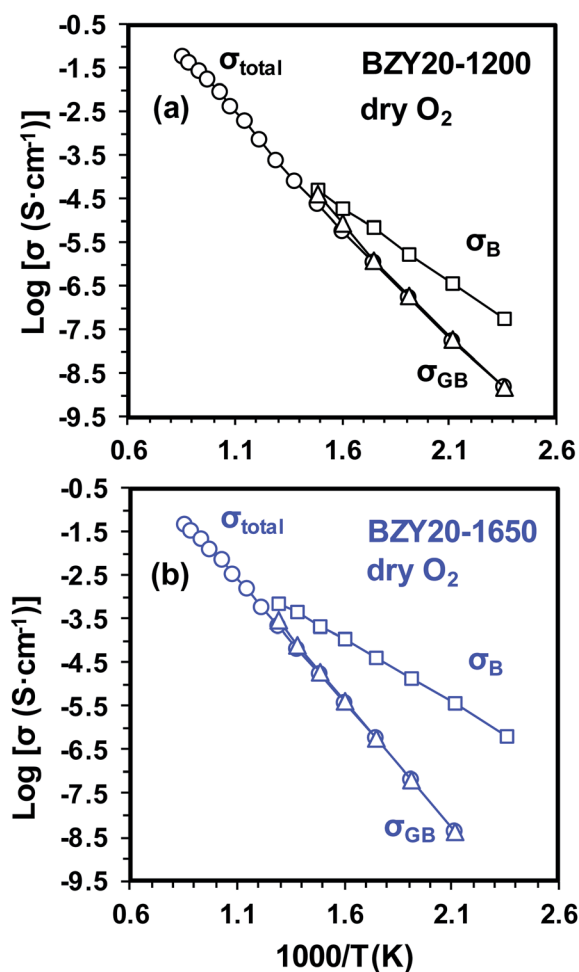 -0.5
-1.5
-2.5
-3.5
-4.5
-5.5
-6.5
-7.5
-8.5
-9.5
Log [σ (S·cm⁻¹)]
σtotal
BZY20-1200
(a)
dry O₂
σB
σGB
0.6 1.1 1.6 2.1 2.6
-0.5
-1.5
-2.5
-3.5
-4.5
-5.5
-6.5
-7.5
-8.5
-9.5
Log [σ (S·cm⁻¹)]
σtotal
BZY20-1650
(b)
dry O₂
σB
σGB
0.6 1.1 1.6 2.1 2.6
1000/T(K)